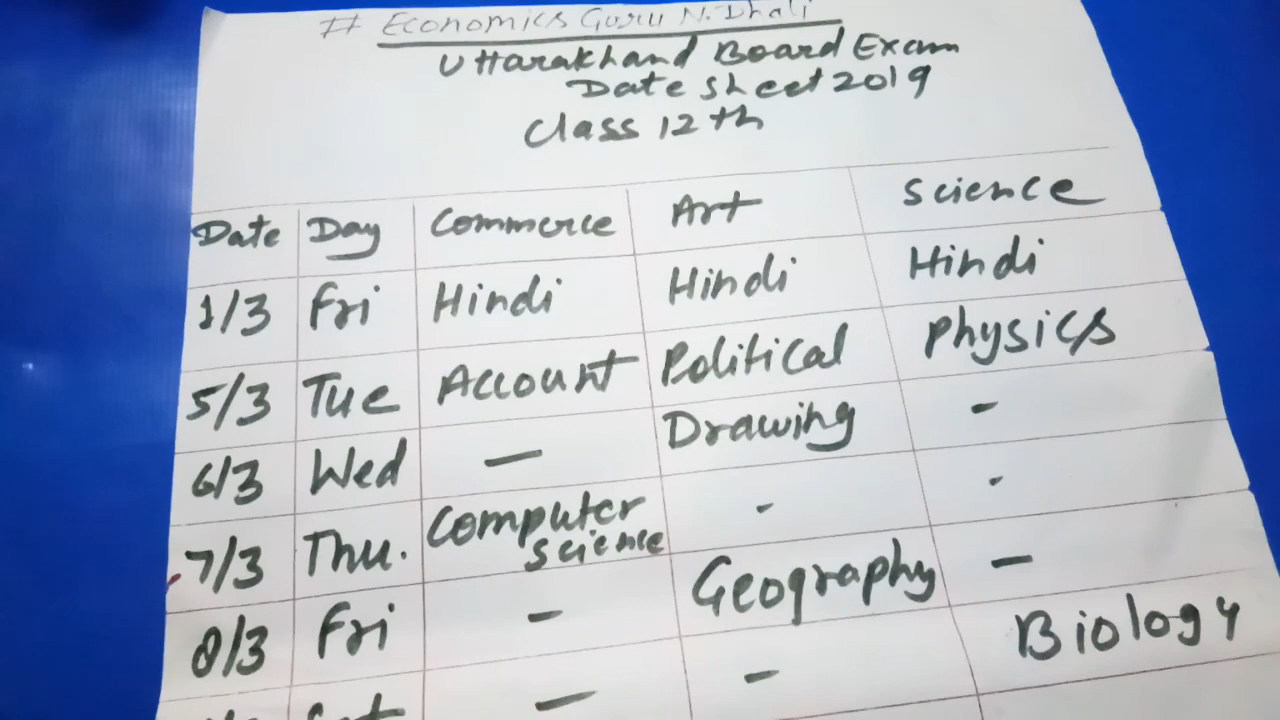 # Economics Guru N. Dhali
Uttarakhand Board Exam
Date sheet 2019
Class 12th
Date Day Commerce Art Science
1/3 Fri Hindi Hindi Hindi
5/3 Tue Account Political Physics
6/3 Wed — Drawing -
7/3 Thu. Computer science - -
8/3 Fri - Geography —
Sat — - Biology